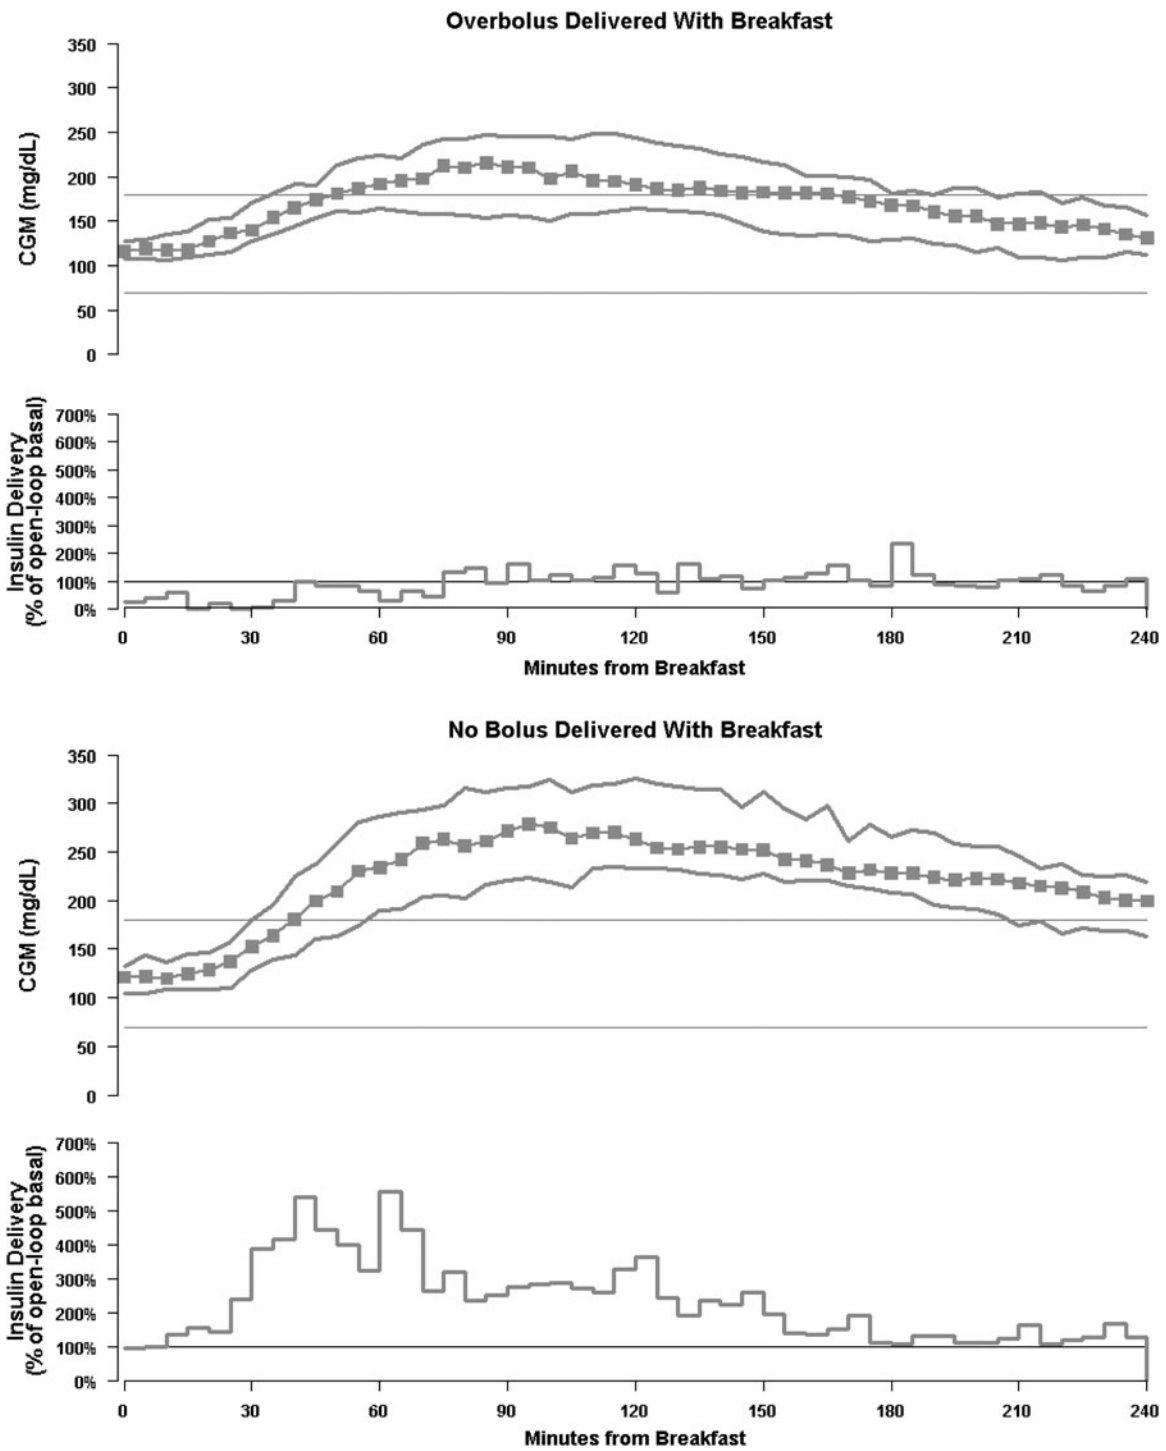 Overbolus Delivered With Breakfast
CGM (mg/dL)
350
300
250
200
150
100
50
0
Insulin Delivery
(% of open-loop basal)
700%
600%
500%
400%
300%
200%
100%
0%
0 30 60 90 120 150 180 210 240
Minutes from Breakfast
No Bolus Delivered With Breakfast
CGM (mg/dL)
350
300
250
200
150
100
50
0
Insulin Delivery
(% of open-loop basal)
700%
600%
500%
400%
300%
200%
100%
0%
0 30 60 90 120 150 180 210 240
Minutes from Breakfast